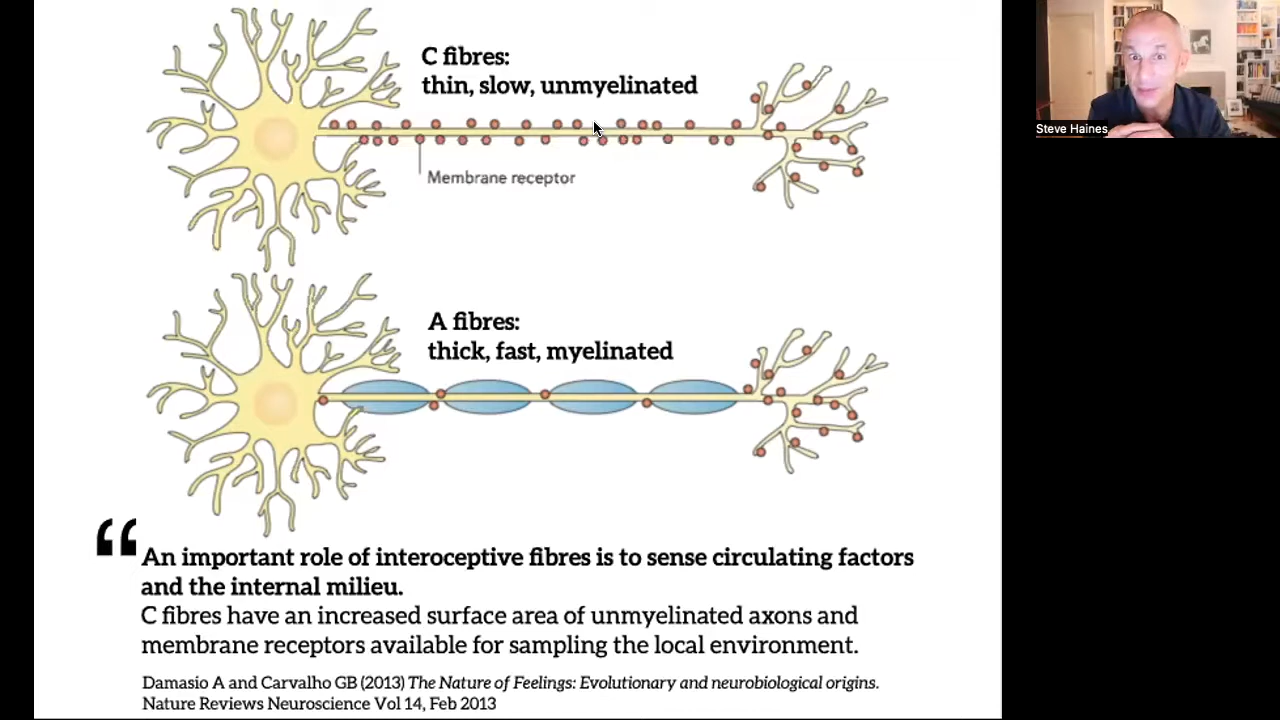 C fibres:
thin, slow, unmyelinated
Steve Haines
Membrane receptor
A fibres:
thick, fast, myelinated
“
An important role of interoceptive fibres is to sense circulating factors
and the internal milieu.
C fibres have an increased surface area of unmyelinated axons and
membrane receptors available for sampling the local environment.
Damasio A and Carvalho GB (2013) The Nature of Feelings: Evolutionary and neurobiological origins.
Nature Reviews Neuroscience Vol 14, Feb 2013